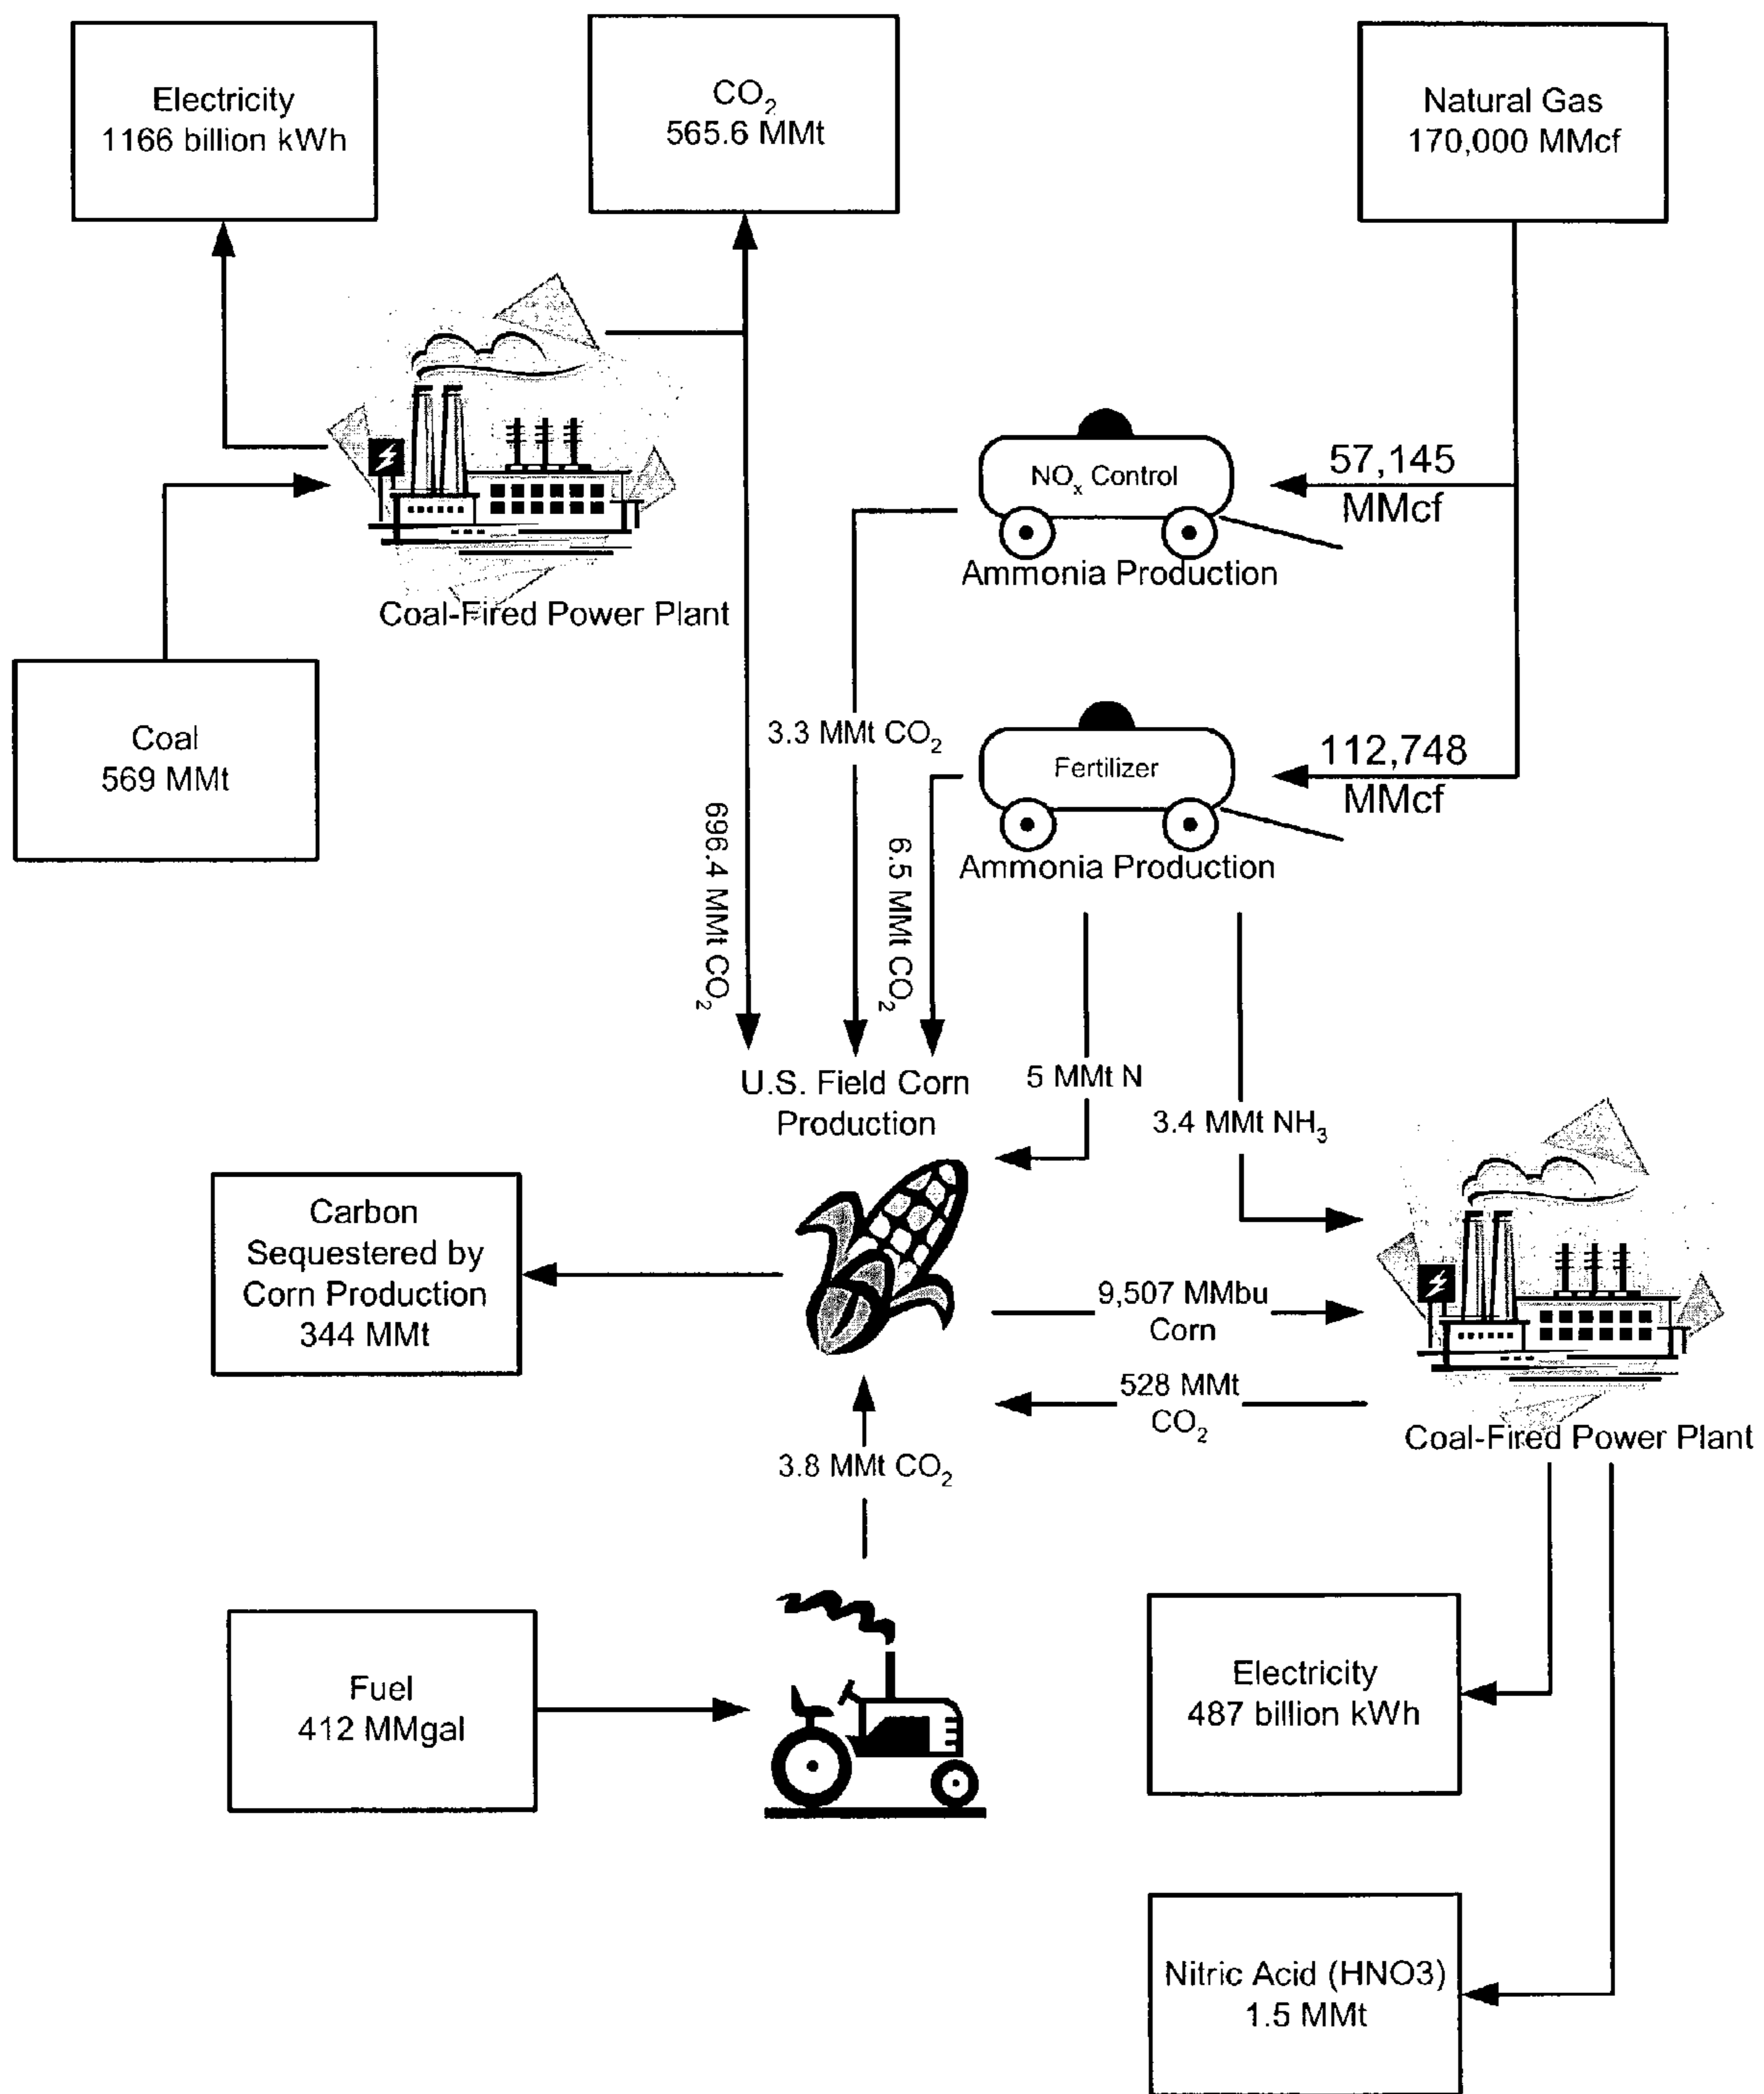 Electricity
1166 billion kWh
CO₂
565.6 MMt
Natural Gas
170,000 MMcf
NOₓ Control
57,145
MMcf
Ammonia Production
Coal-Fired Power Plant
Coal
569 MMt
3.3 MMt CO₂
Fertilizer
112,748
MMcf
Ammonia Production
696.4 MMt CO₂
6.5 MMt CO₂
U.S. Field Corn
Production
5 MMt N
3.4 MMt NH₃
Carbon
Sequestered by
Corn Production
344 MMt
9,507 MMbu
Corn
528 MMt
CO₂
Coal-Fired Power Plant
3.8 MMt CO₂
Fuel
412 MMgal
Electricity
487 billion kWh
Nitric Acid (HNO3)
1.5 MMt